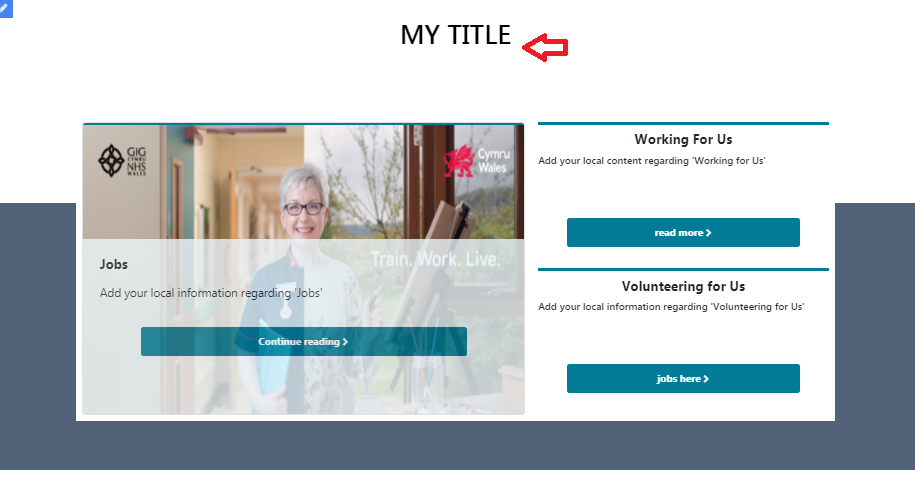 MY TITLE
GIG
CYMRU
NHS
WALES
Cymru
Wales
Train. Work. Live.
Jobs
Add your local information regarding 'Jobs'
Continue reading
Working For Us
Add your local content regarding 'Working for Us'
read more
Volunteering for Us
Add your local information regarding 'Volunteering for Us'
jobs here